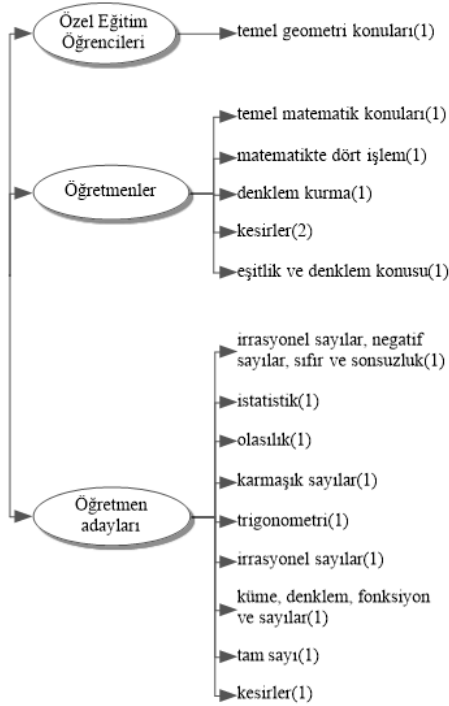 Özel Eğitim
Öğrencileri
temel geometri konuları(1)
Öğretmenler
temel matematik konuları(1)
matematikte dört işlem(1)
denklem kurma(1)
kesirler(2)
eşitlik ve denklem konusu(1)
Öğretmen
adayları
irrasyonel sayılar, negatif
sayılar, sıfır ve sonsuzluk(1)
istatistik(1)
olasılık(1)
karmaşık sayılar(1)
trigonometri(1)
irrasyonel sayılar(1)
küme, denklem, fonksiyon
ve sayılar(1)
tam sayı(1)
kesirler(1)